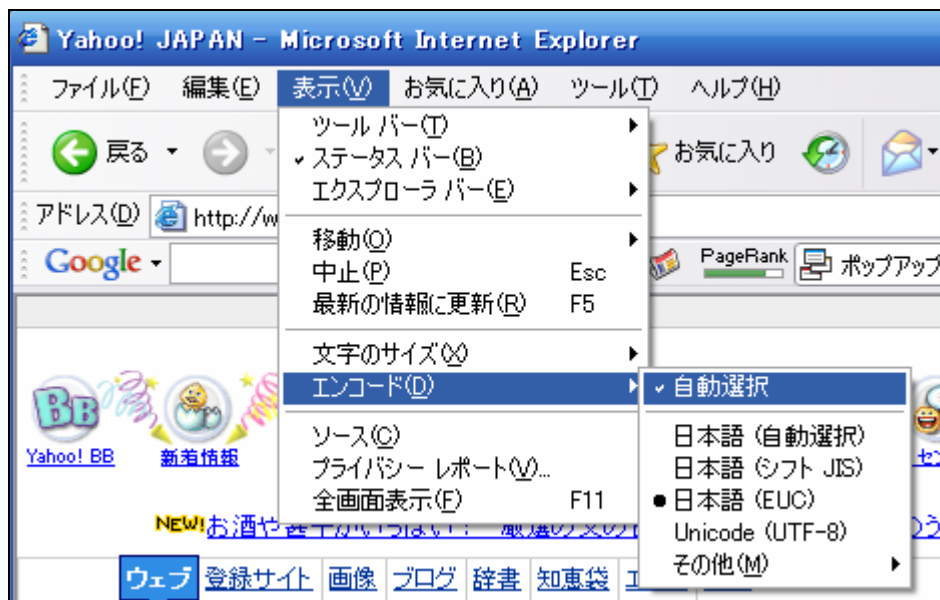 Yahoo! JAPAN - Microsoft Internet Explorer
ファイル(F) 編集(E) 表示(V) お気に入り(A) ツール(T) ヘルプ(H)
戻る お気に入り
アドレス(D) http://w
Google PageRank ポップアップ
ツール バー(T)
ステータス バー(B)
エクスプローラ バー(E)
移動(O)
中止(P) Esc
最新の情報に更新(R) F5
文字のサイズ(X)
エンコード(D)
ソース(C)
プライバシー レポート(V)...
全画面表示(F) F11
自動選択
日本語 (自動選択)
日本語 (シフト JIS)
日本語 (EUC)
Unicode (UTF-8)
その他(M)
BB
Yahoo! BB 新着情報 セン
NEW!お酒や
ウェブ 登録サイト 画像 ブログ 辞書 知恵袋